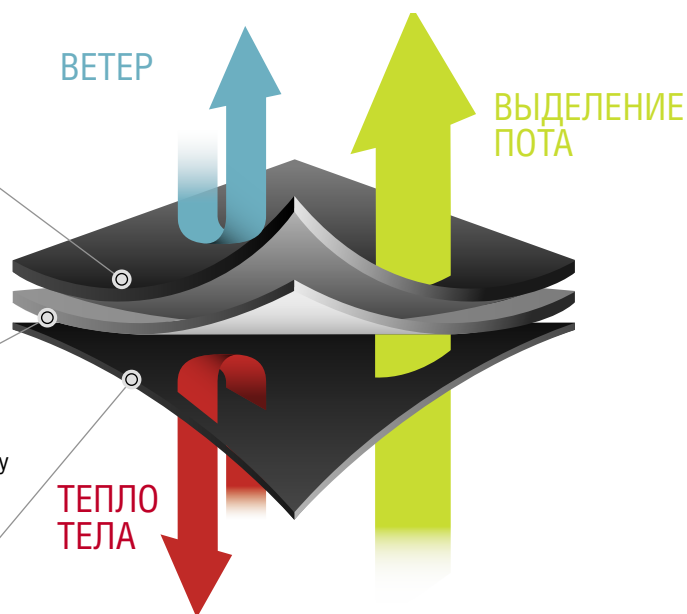 ВЕТЕР
ВЫДЕЛЕНИЕ
ПОТА
у
ТЕПЛО
ТЕЛА